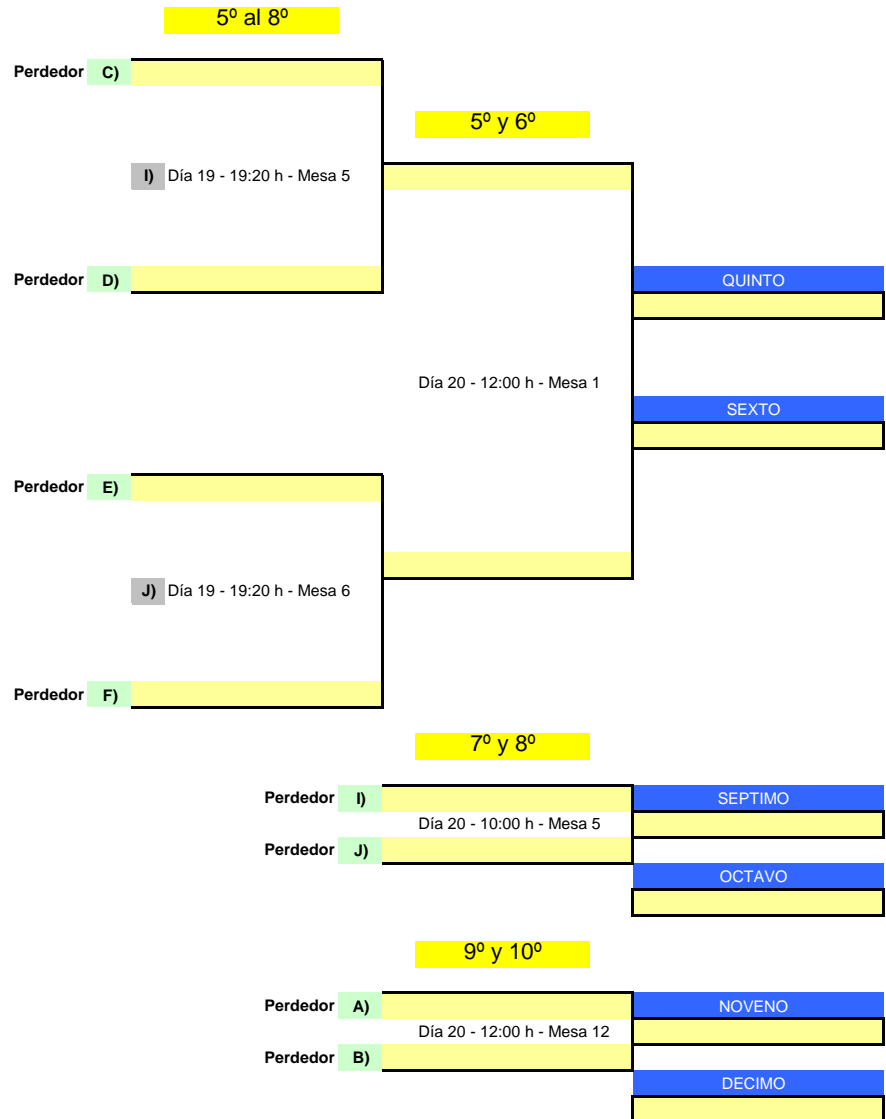 5º al 8º
Perdedor C)
5º y 6º
I) Día 19 - 19:20 h - Mesa 5
Perdedor D)
QUINTO
Día 20 - 12:00 h - Mesa 1
SEXTO
Perdedor E)
J) Día 19 - 19:20 h - Mesa 6
Perdedor F)
7º y 8º
Perdedor I)
SEPTIMO
Día 20 - 10:00 h - Mesa 5
Perdedor J)
OCTAVO
9º y 10º
Perdedor A)
NOVENO
Día 20 - 12:00 h - Mesa 12
Perdedor B)
DECIMO